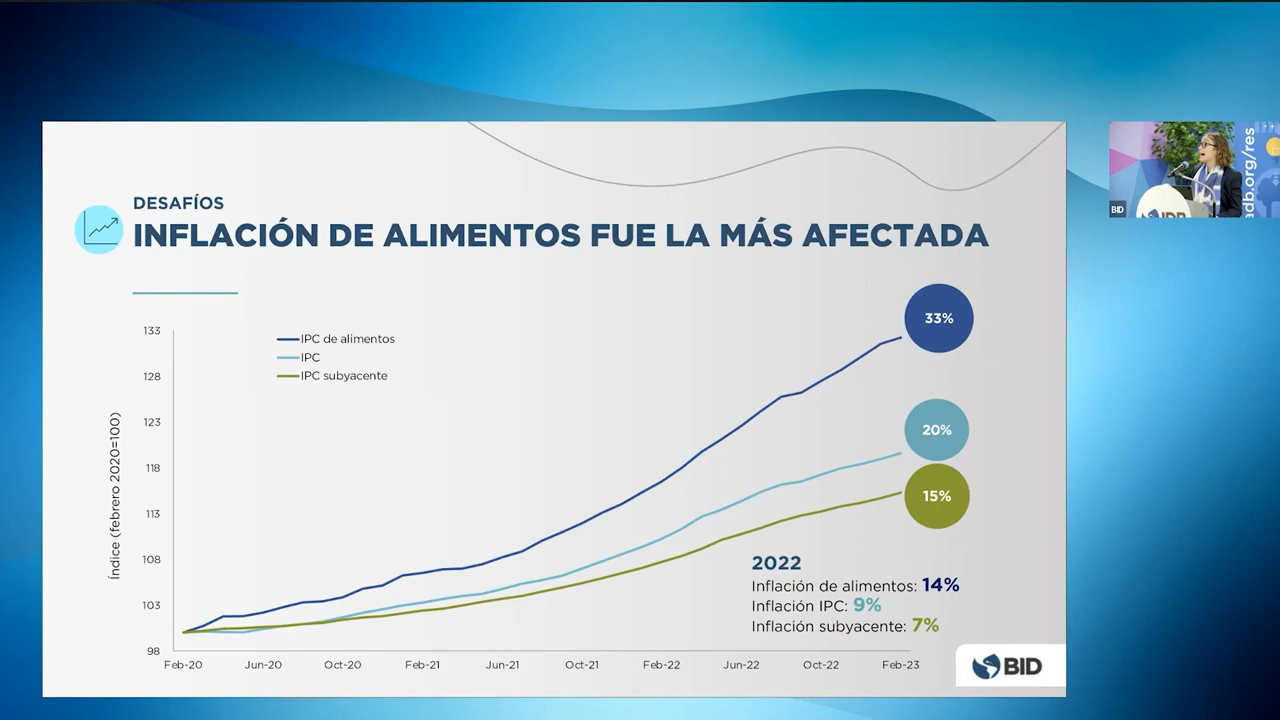 DESAFÍOS
INFLACIÓN DE ALIMENTOS FUE LA MÁS AFECTADA
33%
20%
15%
IPC de alimentos
IPC
IPC subyacente
Índice (febrero 2020=100)
133
128
123
118
113
108
103
98
Feb-20
Jun-20
Oct-20
Feb-21
Jun-21
Oct-21
Feb-22
Jun-22
Oct-22
Feb-23
2022
Inflación de alimentos: 14%
Inflación IPC: 9%
Inflación subyacente: 7%
BID
BID
IDB
adb.org/res